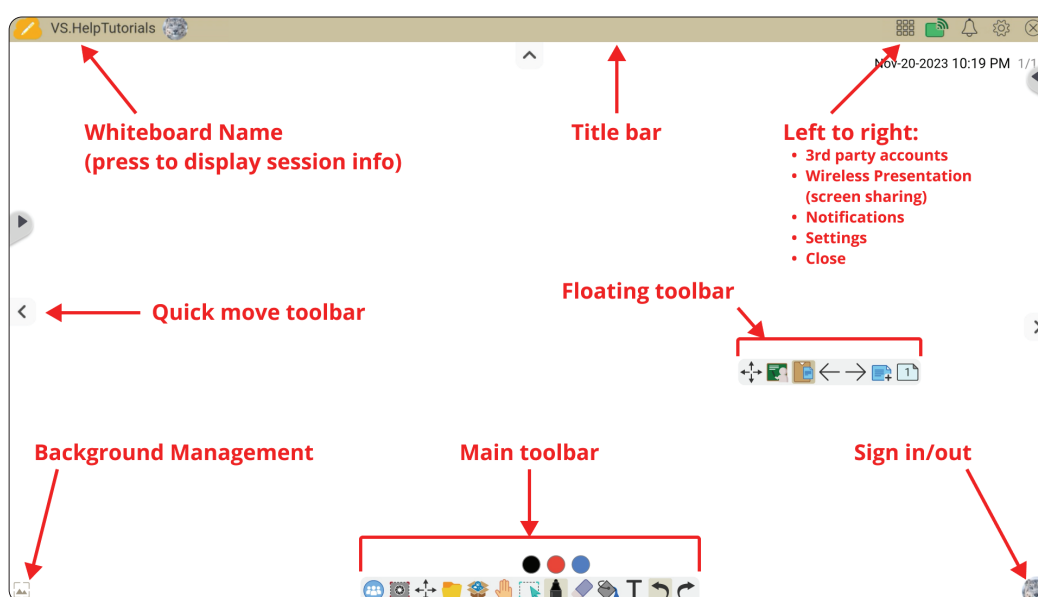 VS.HelpTutorials
Nov-20-2023 10:19 PM 1/1
Whiteboard Name
(press to display session info)
Title bar
Left to right:
• 3rd party accounts
• Wireless Presentation
(screen sharing)
• Notifications
• Settings
• Close
Floating toolbar
Quick move toolbar
1
Background Management
Main toolbar
Sign in/out
T